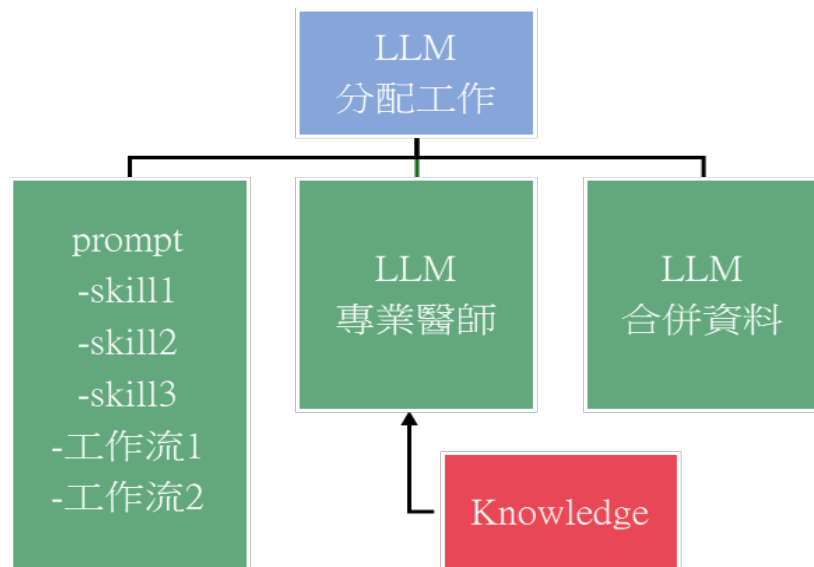 LLM
分配工作
prompt
-skill1
-skill2
-skill3
-工作流1
-工作流2
LLM
專業醫師
LLM
合併資料
Knowledge